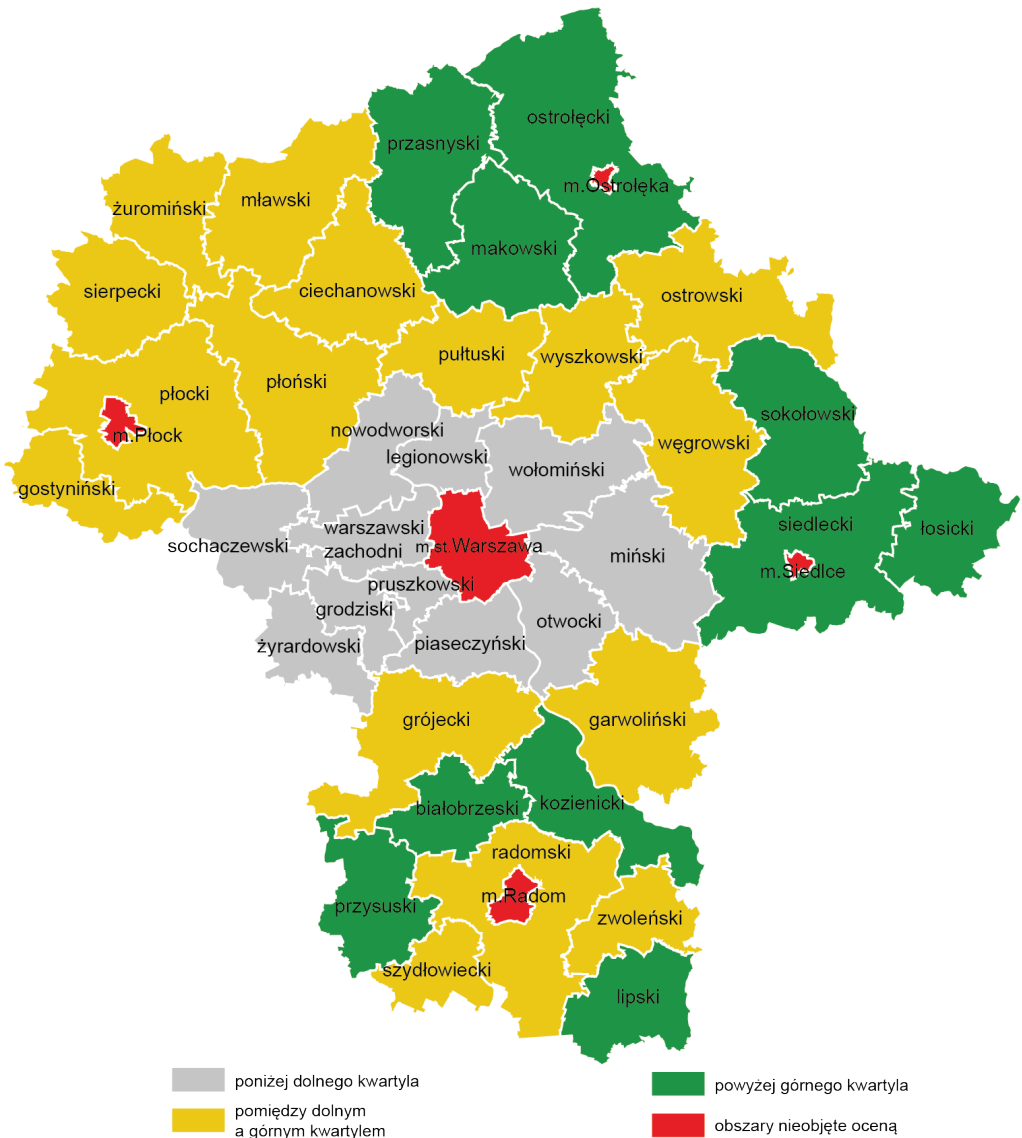 ostrołęcki
przasnyski
m.Ostrołęka
mławski
żuromiński
makowski
sierpecki
ciechanowski
ostrowski
pułtuski
wyszkowski
płoński
płocki
sokołowski
m.Płock
nowodworski
węgrowski
legionowski
wołomiński
gostyniński
siedlecki
łosicki
warszawski
zachodni
sochaczewski
m.st.Warszawa
miński
m.Siedlce
pruszkowski
grodziski
otwocki
żyrardowski
piaseczyński
grójecki
garwoliński
białobrzeski
kozienicki
radomski
m.Radom
przysuski
zwoleński
szydłowiecki
lipski
poniżej dolnego kwartyla
pomiędzy dolnym
a górnym kwartylem
powyżej górnego kwartyla
obszary nieobjęte oceną